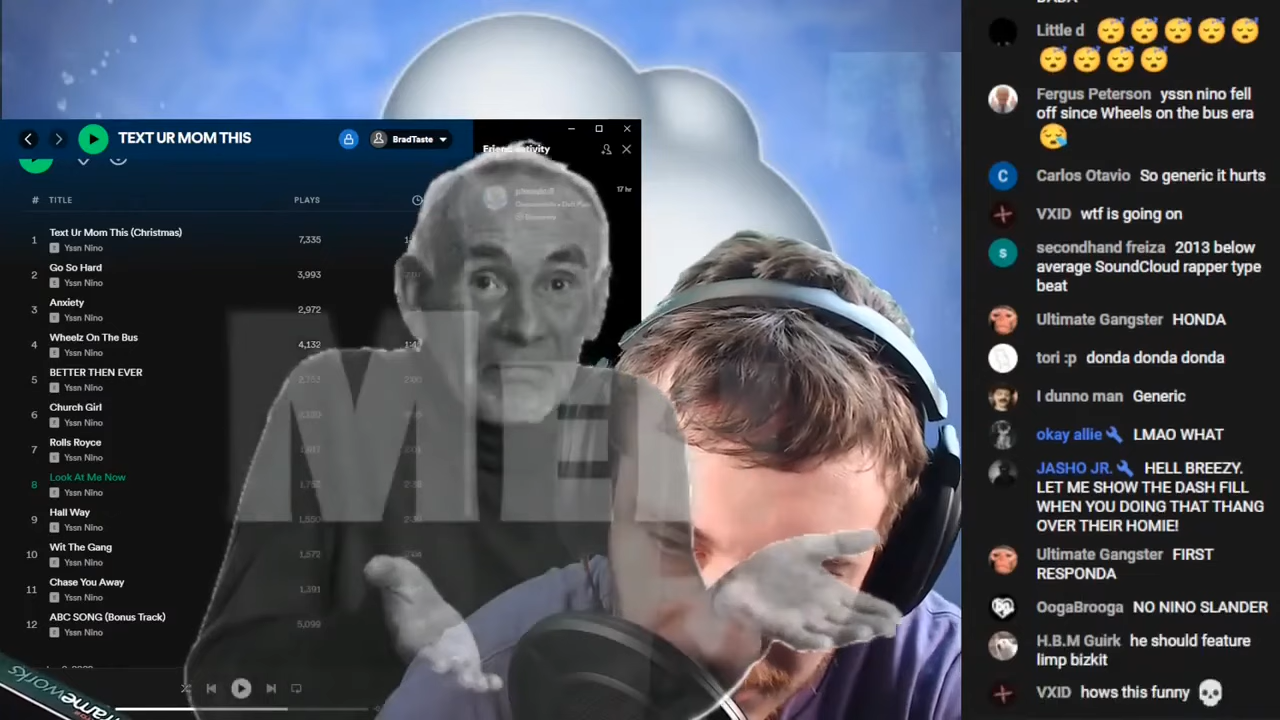 TEXT UR MOM THIS
BradTaste
Friend activity
17 hr
# TITLE PLAYS
1 Text Ur Mom This (Christmas) 7,335
E Yssn Nino
2 Go So Hard 3,993
E Yssn Nino
3 Anxiety 2,972
E Yssn Nino
4 Wheelz On The Bus 4,132
E Yssn Nino
5 BETTER THEN EVER
E Yssn Nino
6 Church Girl
E Yssn Nino
7 Rolls Royce
E Yssn Nino
8 Look At Me Now
E Yssn Nino
9 Hall Way
E Yssn Nino
10 Wit The Gang 1,572
E Yssn Nino
11 Chase You Away 1,391
E Yssn Nino
12 ABC SONG (Bonus Track) 5,099
E Yssn Nino
MEH
Little d 😴😴😴😴😴
😴😴😴😴
Fergus Peterson yssn nino fell
off since Wheels on the bus era
😥
C Carlos Otavio So generic it hurts
VXID wtf is going on
s secondhand freiza 2013 below
average SoundCloud rapper type
beat
Ultimate Gangster HONDA
tori :p donda donda donda
I dunno man Generic
okay allie LMAO WHAT
JASHO JR. HELL BREEZY.
LET ME SHOW THE DASH FILL
WHEN YOU DOING THAT THANG
OVER THEIR HOMIE!
Ultimate Gangster FIRST
RESPONDA
OogaBrooga NO NINO SLANDER
H.B.M Guirk he should feature
limp bizkit
VXID hows this funny 💀